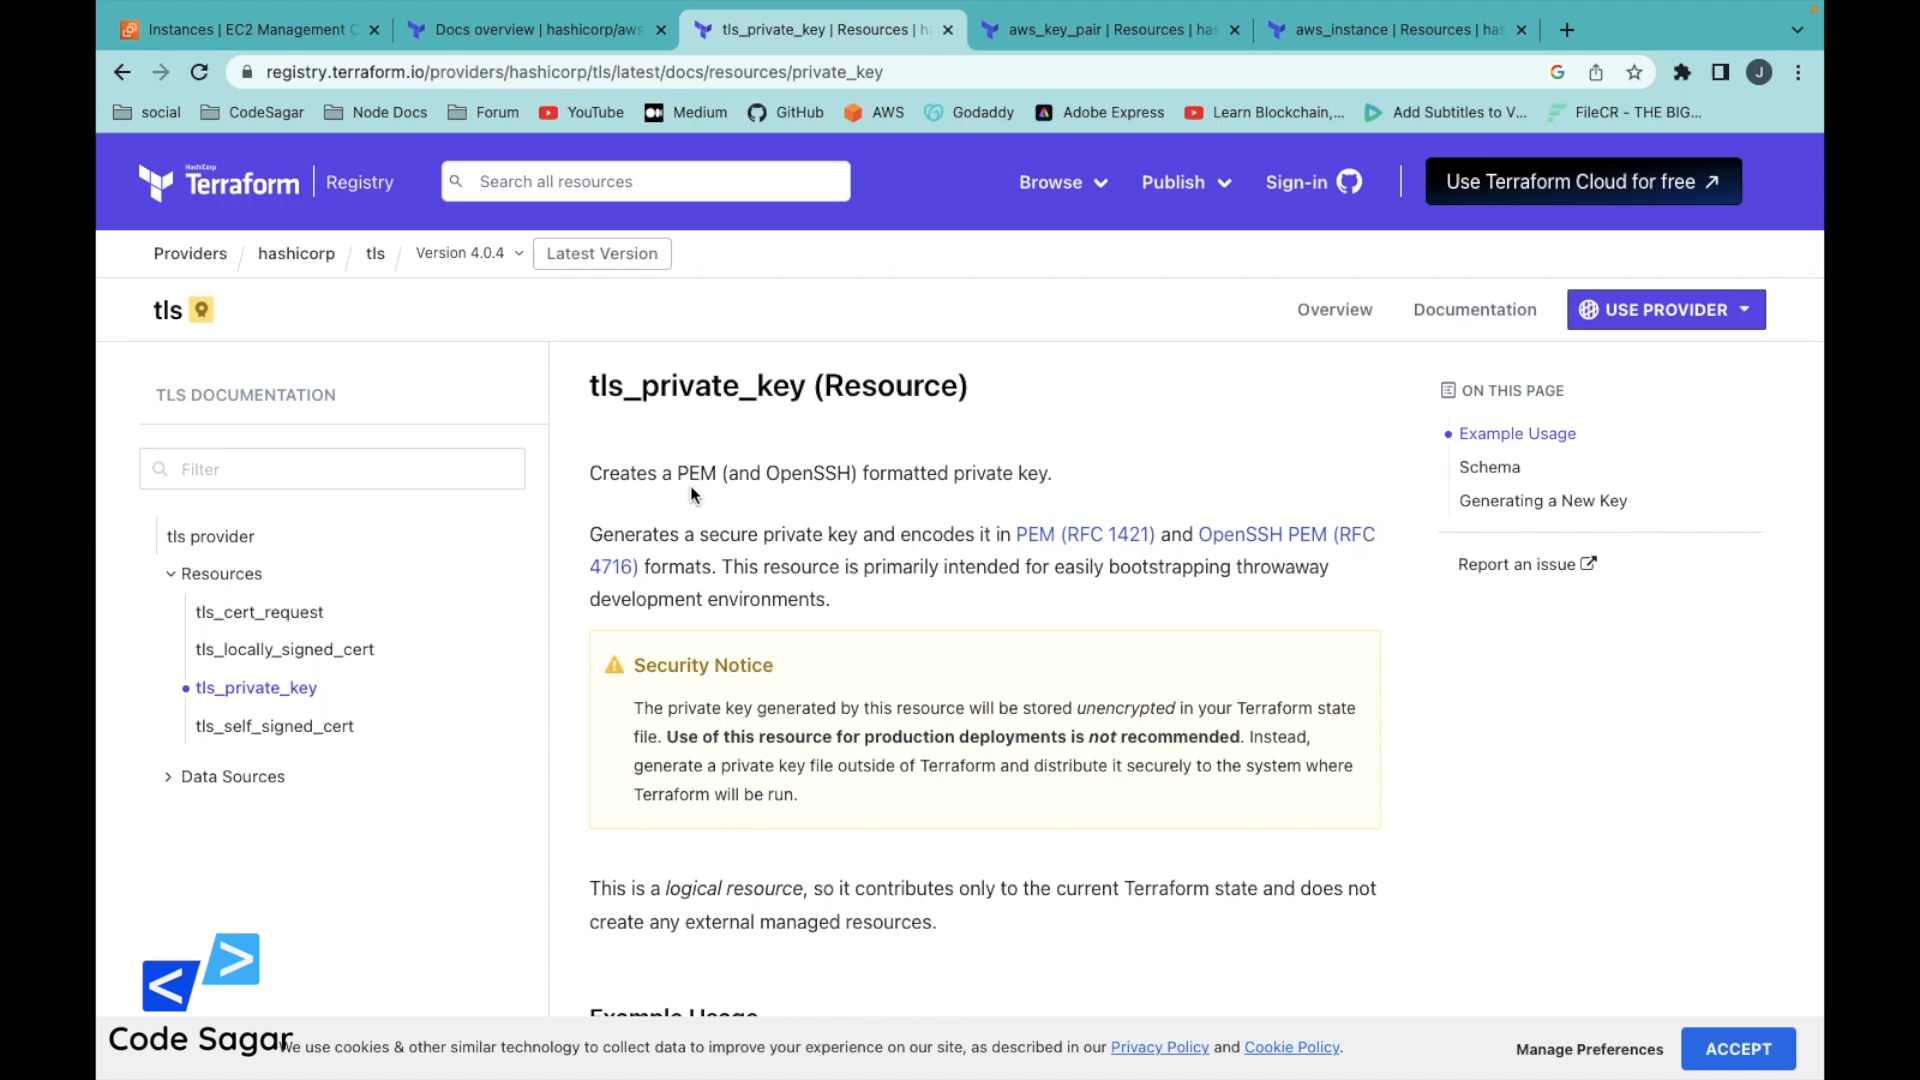 Instances | EC2 Management C
Docs overview | hashicorp/aws
tls_private_key | Resources | ha
aws_key_pair | Resources | has
aws_instance | Resources | has
registry.terraform.io/providers/hashicorp/tls/latest/docs/resources/private_key
J
social
CodeSagar
Node Docs
Forum
YouTube
Medium
GitHub
AWS
Godaddy
Adobe Express
Learn Blockchain,...
Add Subtitles to V...
FileCR - THE BIG...
HashiCorp
Terraform
Registry
Search all resources
Browse
Publish
Sign-in
Use Terraform Cloud for free
Providers / hashicorp / tls / Version 4.0.4
Latest Version
tls
Overview
Documentation
USE PROVIDER
TLS DOCUMENTATION
Filter
tls provider
Resources
tls_cert_request
tls_locally_signed_cert
tls_private_key
tls_self_signed_cert
Data Sources
tls_private_key (Resource)
Creates a PEM (and OpenSSH) formatted private key.
Generates a secure private key and encodes it in PEM (RFC 1421) and OpenSSH PEM (RFC
4716) formats. This resource is primarily intended for easily bootstrapping throwaway
development environments.
Security Notice
The private key generated by this resource will be stored unencrypted in your Terraform state
file. Use of this resource for production deployments is not recommended. Instead,
generate a private key file outside of Terraform and distribute it securely to the system where
Terraform will be run.
This is a logical resource, so it contributes only to the current Terraform state and does not
create any external managed resources.
Example Usage
ON THIS PAGE
Example Usage
Schema
Generating a New Key
Report an issue
Code Sagar
We use cookies & other similar technology to collect data to improve your experience on our site, as described in our Privacy Policy and Cookie Policy.
Manage Preferences
ACCEPT